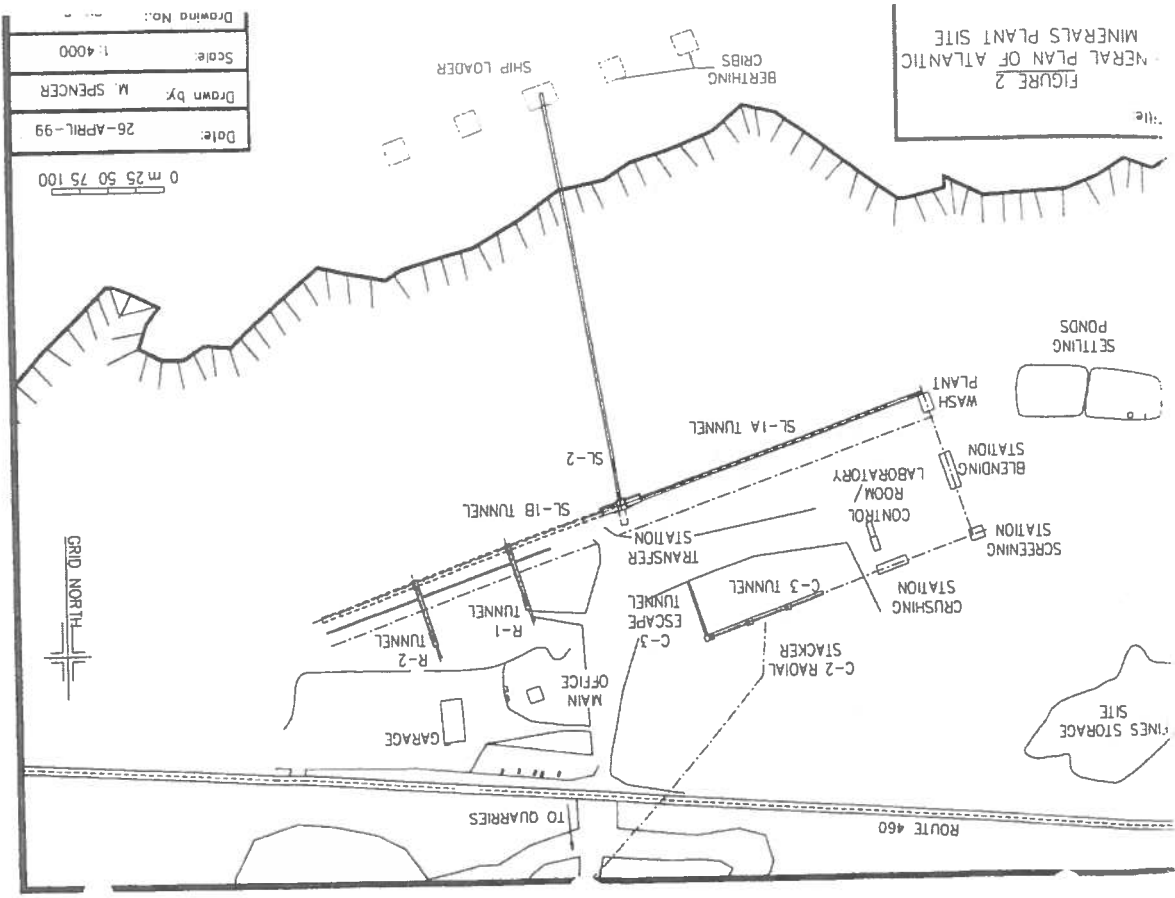 ROUTE 460
TO QUARRIES
FINES STORAGE
SITE
GARAGE
MAIN
OFFICE
C-2 RADIAL
STACKER
R-2
TUNNEL
R-1
TUNNEL
C-3
ESCAPE
TUNNEL
C-3 TUNNEL
CRUSHING
STATION
SCREENING
STATION
CONTROL
ROOM/
LABORATORY
BLENDING
STATION
TRANSFER
STATION
GRID NORTH
SL-1B TUNNEL
SL-2
SL-1A TUNNEL
WASH
PLANT
SETTLING
PONDS
0 m 25 50 75 100
BERTHING
CRIBS
SHIP LOADER
Title:
FIGURE 2
NERAL PLAN OF ATLANTIC
MINERALS PLANT SITE
Date: 26-APRIL-99
Drawn by: M. SPENCER
Scale: 1:4000
Drawing No.: